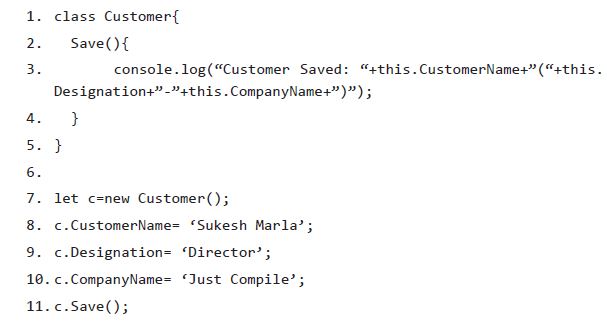 1. class Customer{
2. Save(){
3. console.log(“Customer Saved: “+this.CustomerName+”(“+this.
Designation+”-”+this.CompanyName+”)”);
4. }
5. }
6.
7. let c=new Customer();
8. c.CustomerName= ‘Sukesh Marla’;
9. c.Designation= ‘Director’;
10. c.CompanyName= ‘Just Compile’;
11. c.Save();